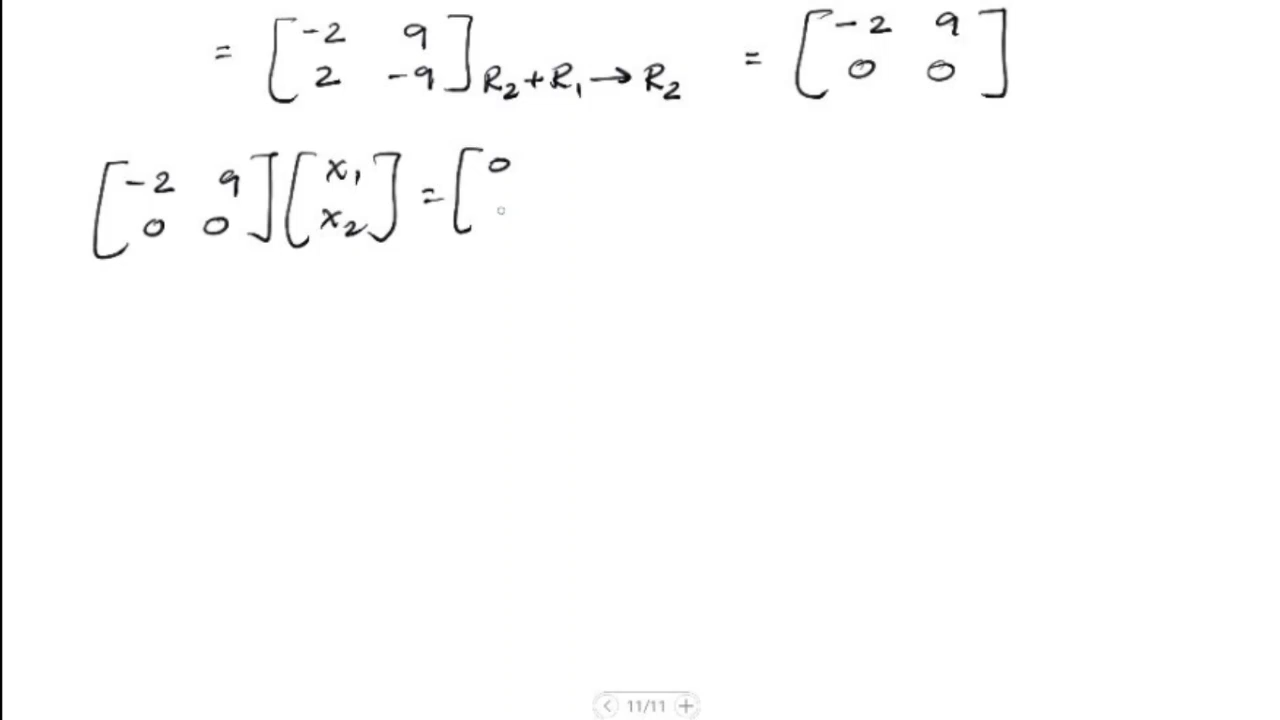 = [-2 9] R₂+R₁→R₂ = [-2 9]
[2 -9] [0 0]
[-2 9] [x₁] = [0
[0 0] [x₂]
11/11